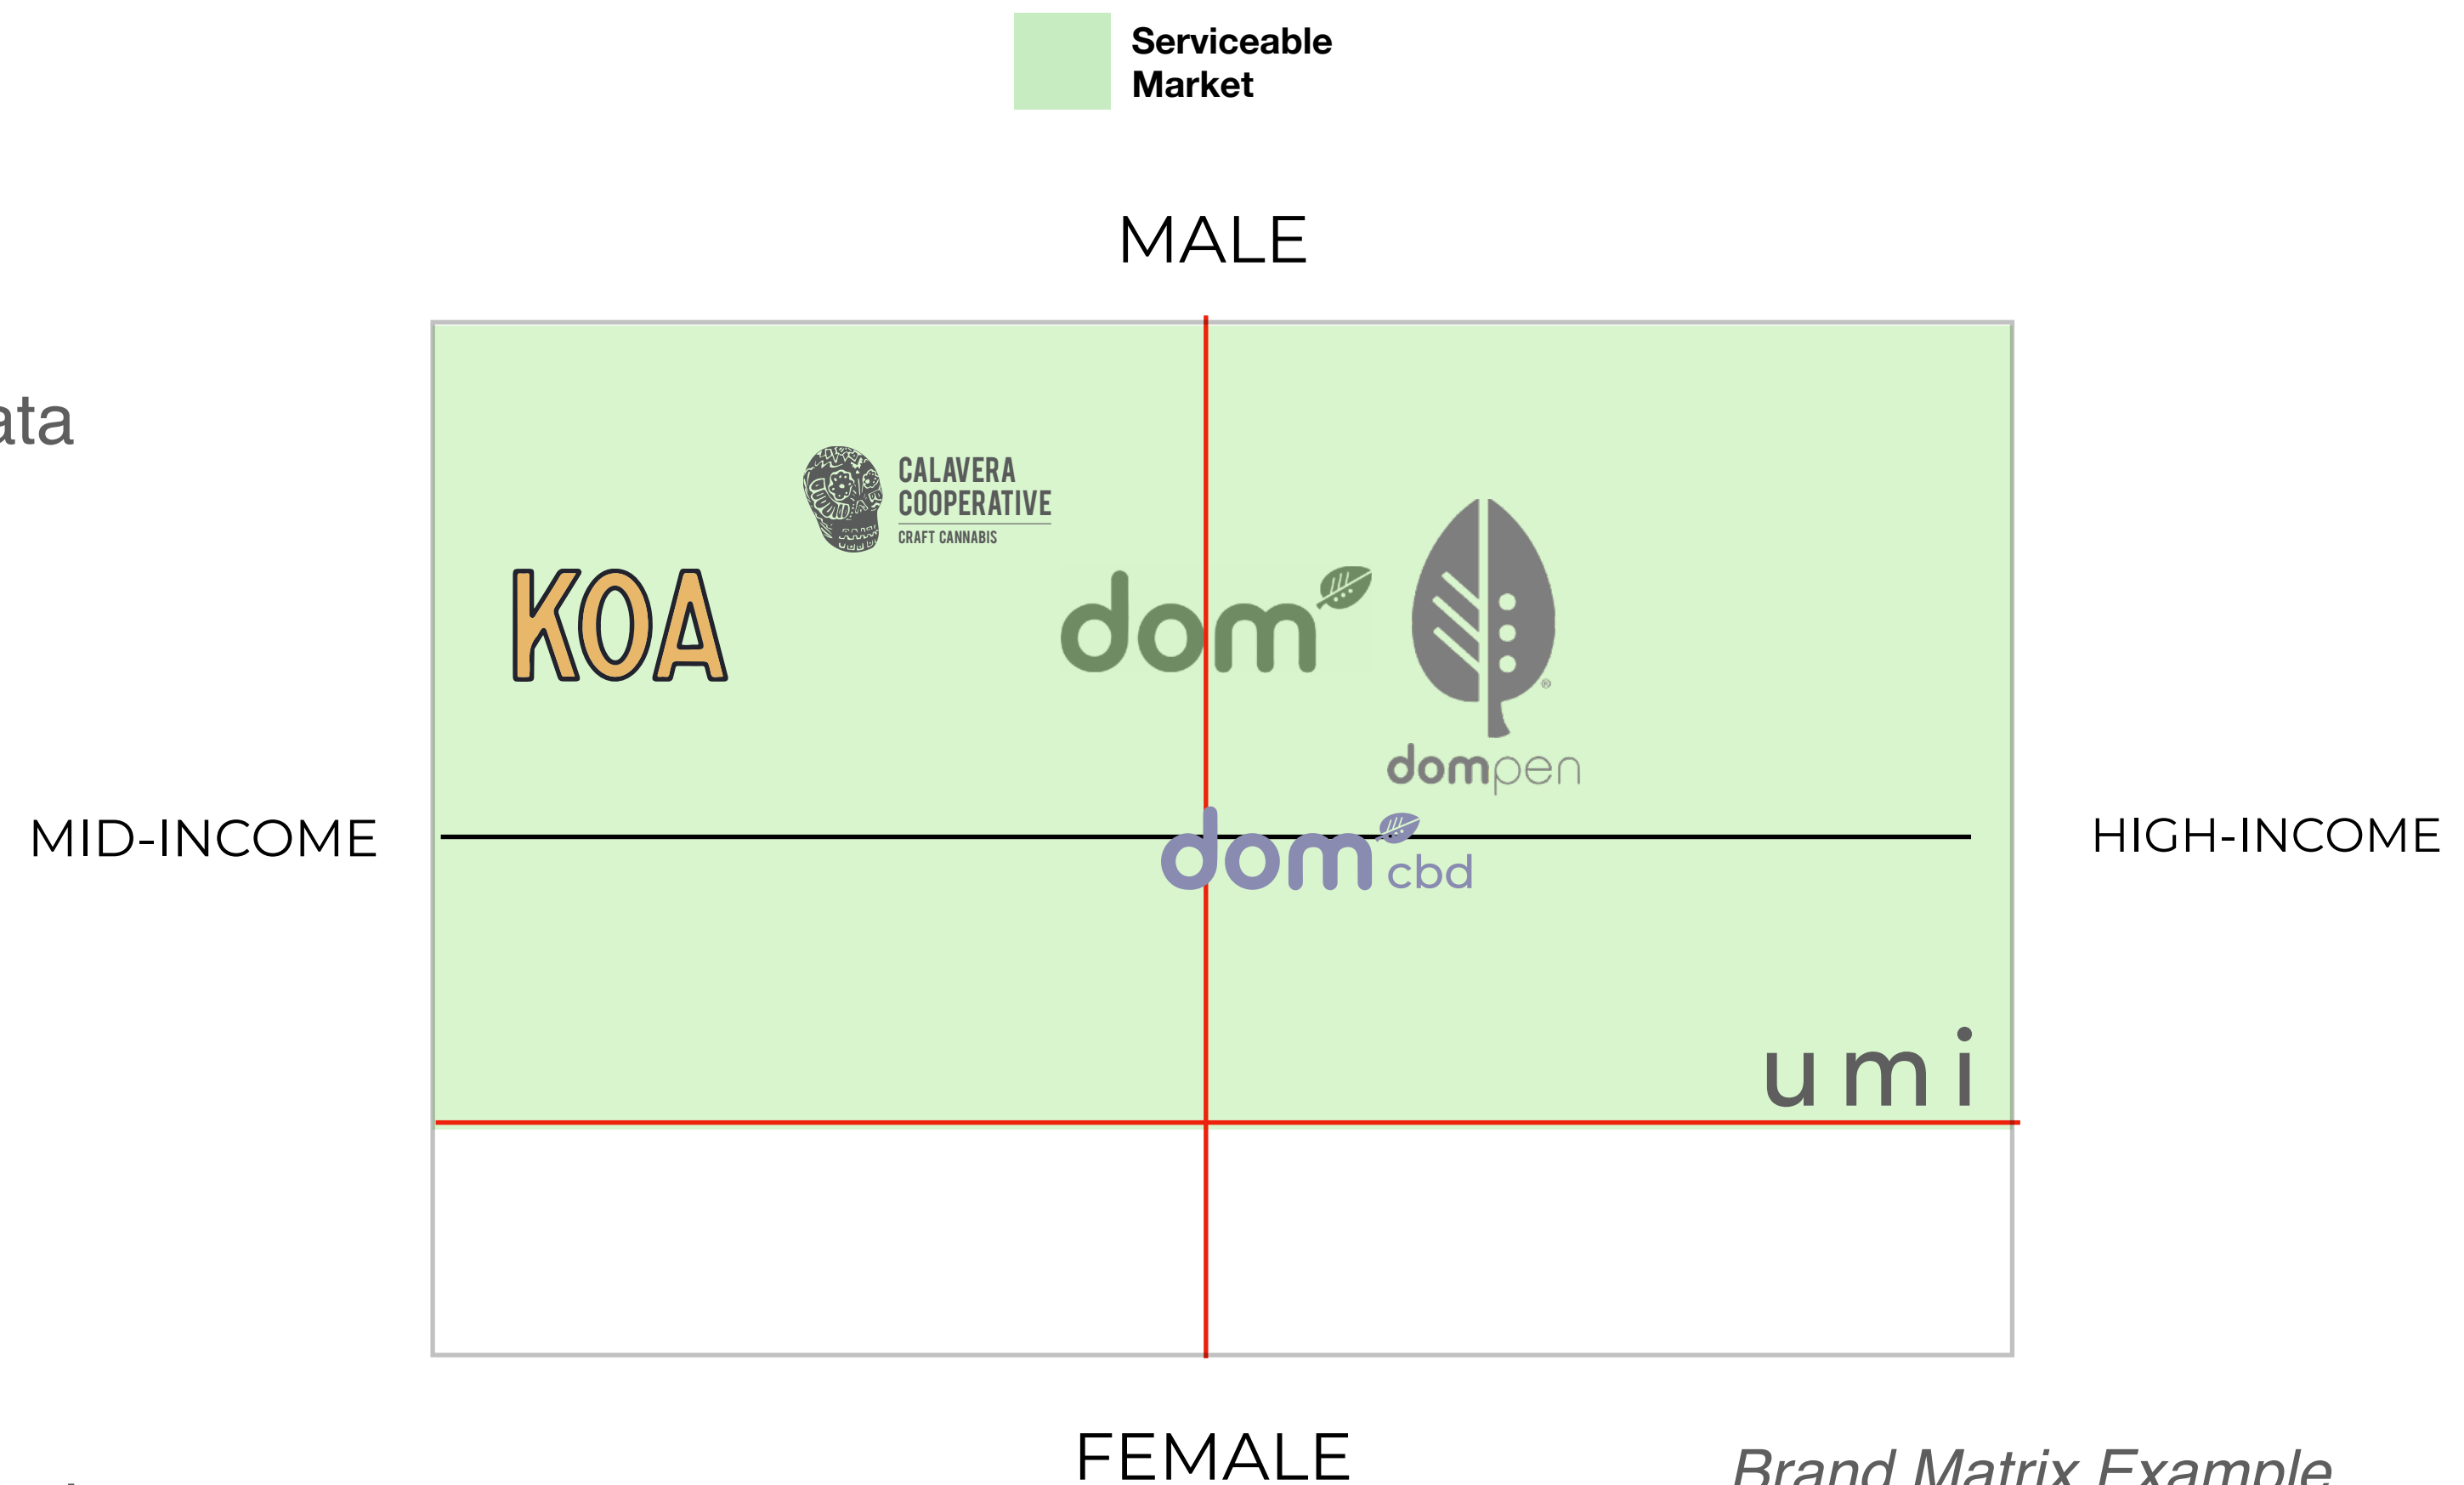 Serviceable
Market
MALE
ata
CALAVERA
COOPERATIVE
CRAFT CANNABIS
KOA
dom
®
dompen
MID-INCOME
HIGH-INCOME
dom cbd
umi
FEMALE
Brand Matrix Example